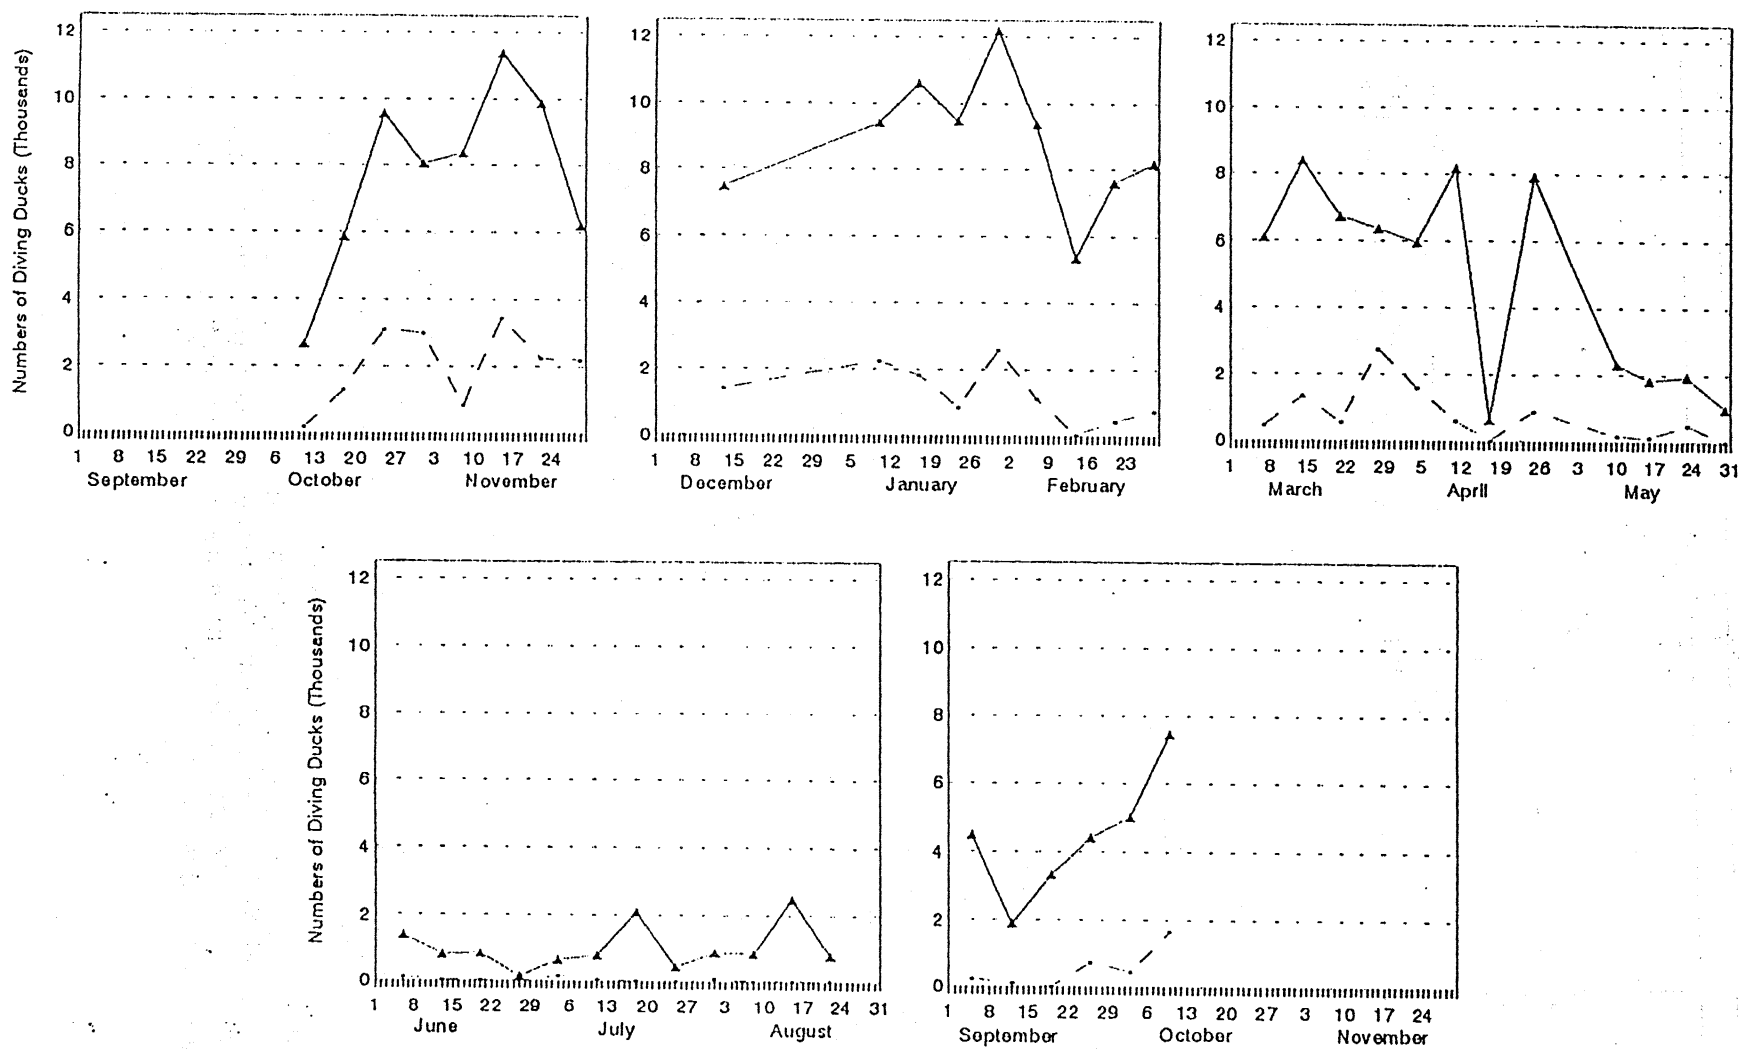 Numbers of Diving Ducks (Thousands)
12
10
8
6
4
2
0
1 8 15 22 29 6 13 20 27 3 10 17 24
September October November
12
10
8
6
4
2
0
1 8 15 22 29 5 12 19 26 2 9 16 23
December January February
12
10
8
6
4
2
0
1 8 15 22 29 5 12 19 26 3 10 17 24 31
March April May
Numbers of Diving Ducks (Thousands)
12
10
8
6
4
2
0
1 8 15 22 29 6 13 20 27 3 10 17 24 31
June July August
12
10
8
6
4
2
0
1 8 15 22 29 6 13 20 27 3 10 17 24
September October November